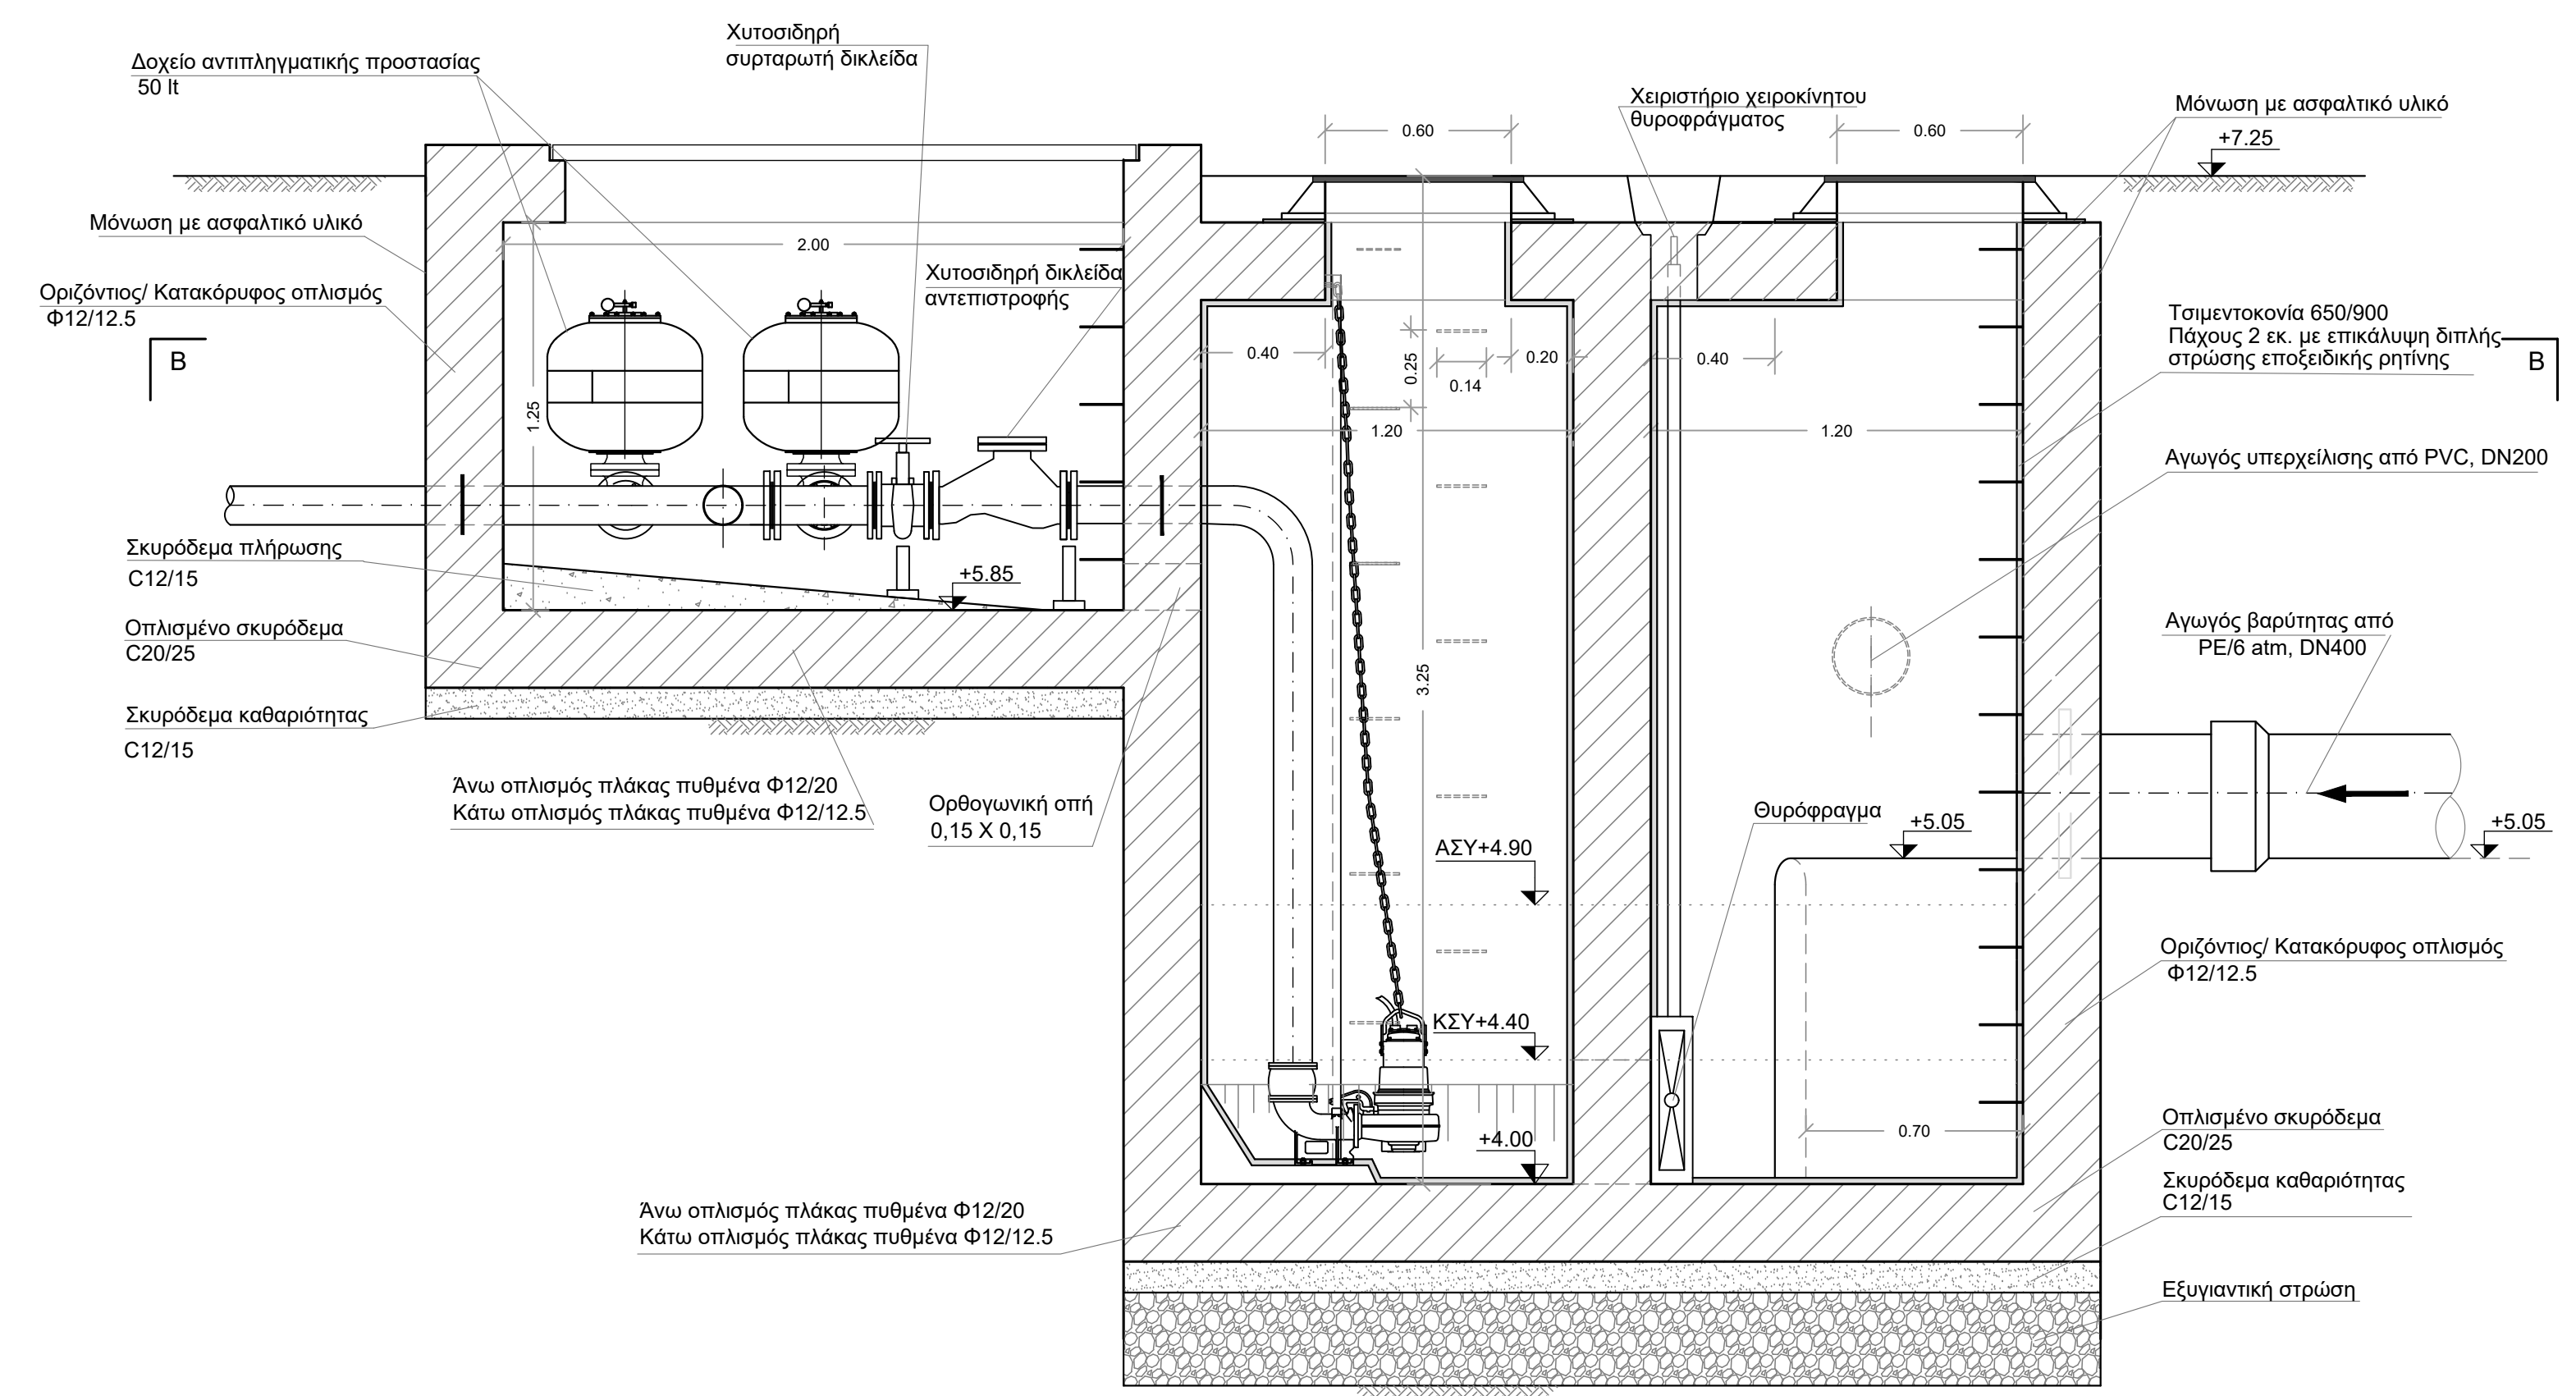 Χυτοσιδηρή
συρταρωτή δικλείδα
Δοχείο αντιπληγματικής προστασίας
50 lt
Χειριστήριο χειροκίνητου
θυροφράγματος
Μόνωση με ασφαλτικό υλικό
+7.25
0.60
0.60
Μόνωση με ασφαλτικό υλικό
2.00
Χυτοσιδηρή δικλείδα
αντεπιστροφής
Οριζόντιος/ Κατακόρυφος οπλισμός
Φ12/12.5
B
Τσιμεντοκονία 650/900
Πάχους 2 εκ. με επικάλυψη διπλής
στρώσης εποξειδικής ρητίνης
B
0.40
0.25
0.14
0.20
0.40
1.25
1.20
1.20
Αγωγός υπερχείλισης από PVC, DN200
Σκυρόδεμα πλήρωσης
C12/15
+5.85
Οπλισμένο σκυρόδεμα
C20/25
Αγωγός βαρύτητας από
PE/6 atm, DN400
3.25
Σκυρόδεμα καθαριότητας
C12/15
Άνω οπλισμός πλάκας πυθμένα Φ12/20
Κάτω οπλισμός πλάκας πυθμένα Φ12/12.5
Ορθογωνική οπή
0,15 X 0,15
Θυρόφραγμα
+5.05
+5.05
ΑΣΥ+4.90
Οριζόντιος/ Κατακόρυφος οπλισμός
Φ12/12.5
ΚΣΥ+4.40
+4.00
0.70
Οπλισμένο σκυρόδεμα
C20/25
Σκυρόδεμα καθαριότητας
C12/15
Άνω οπλισμός πλάκας πυθμένα Φ12/20
Κάτω οπλισμός πλάκας πυθμένα Φ12/12.5
Εξυγιαντική στρώση